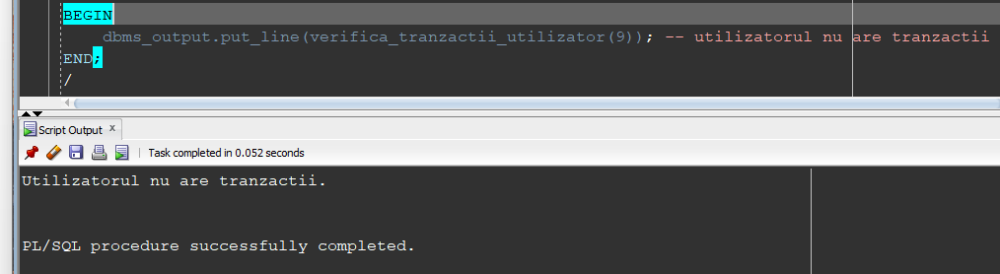 BEGIN
dbms_output.put_line(verifica_tranzactii_utilizator(9)); -- utilizatorul nu are tranzactii
END;
/
Script Output x
Task completed in 0.052 seconds
Utilizatorul nu are tranzactii.
PL/SQL procedure successfully completed.